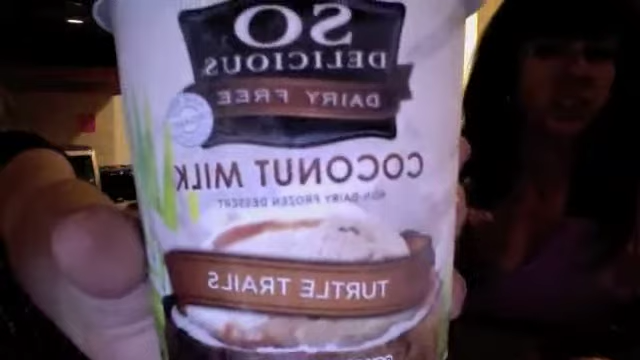 SO
DELICIOUS
DAIRY FREE
COCONUT MILK
NON-DAIRY FROZEN DESSERT
TURTLE TRAILS